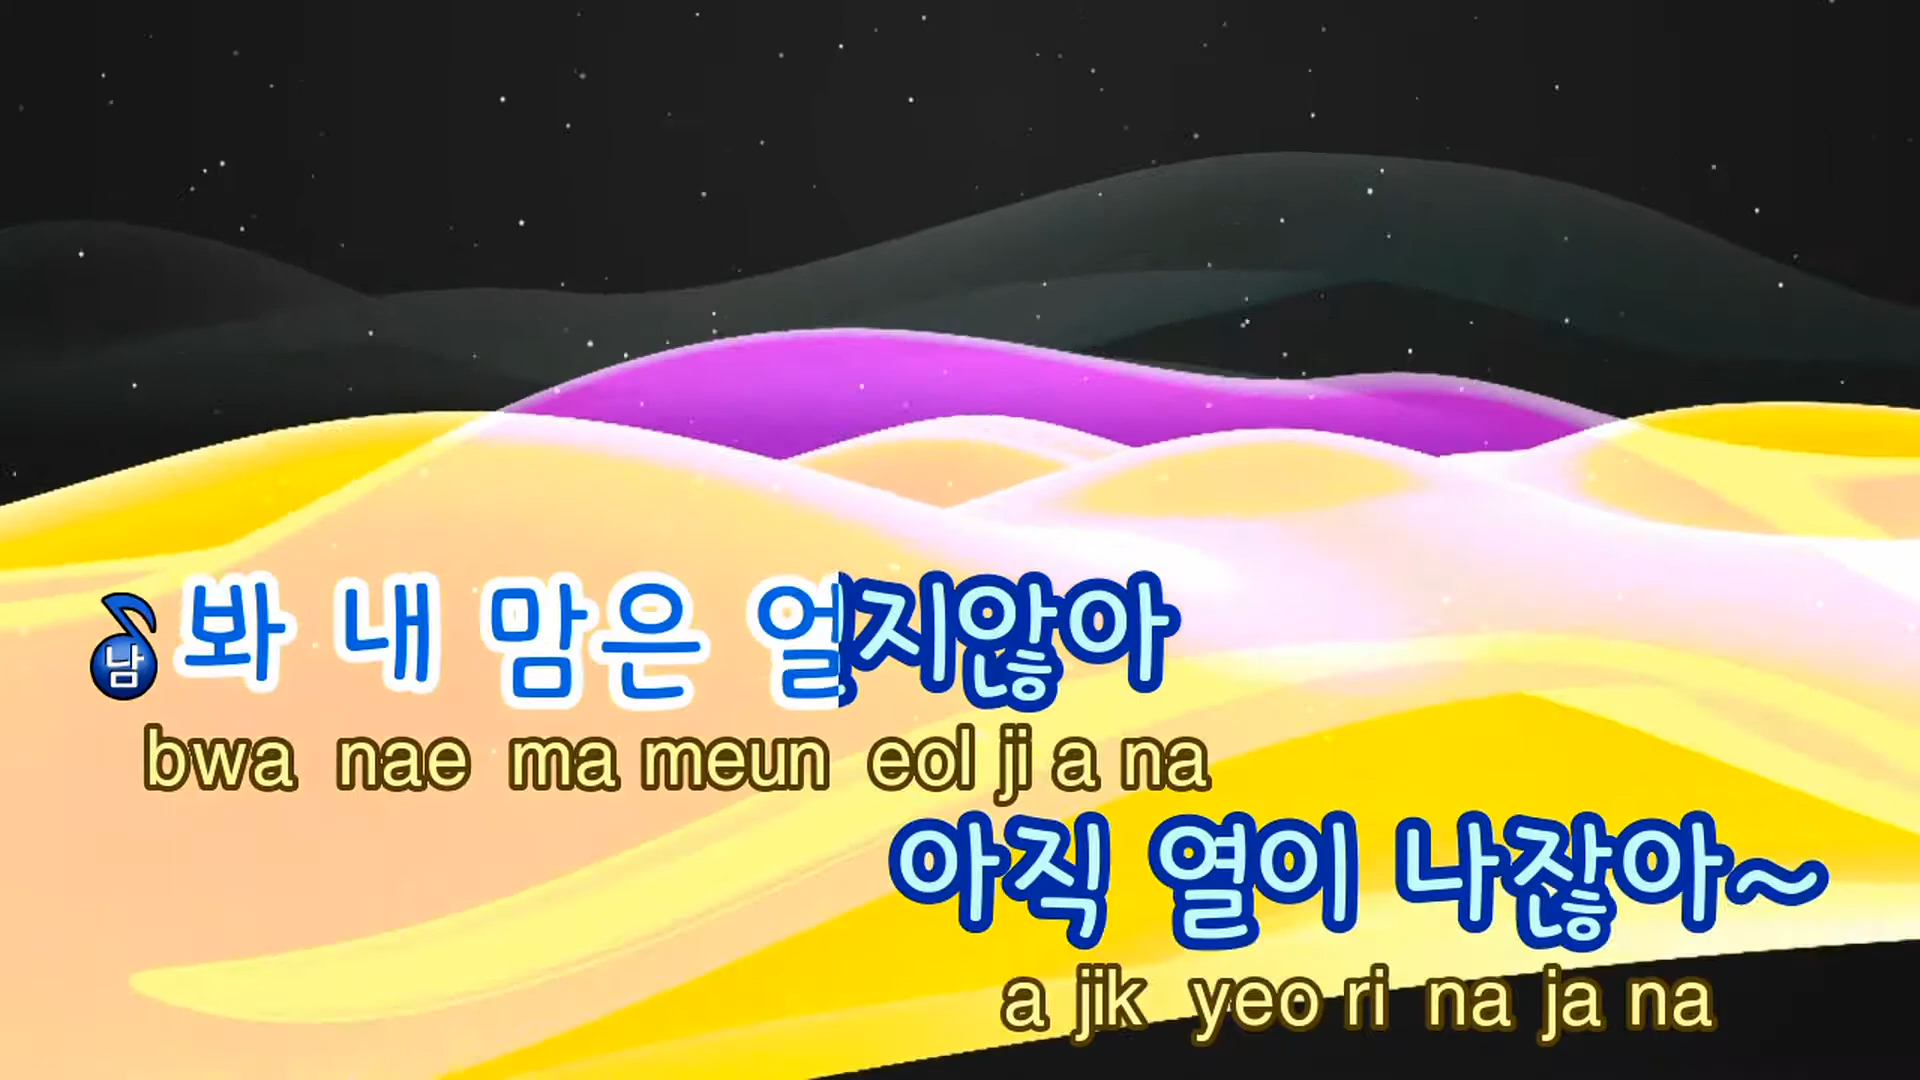 남 봐 내 맘은 얼지않아
bwa nae ma meun eol ji a na
아직 열이 나잖아~
a jik yeo ri na ja na